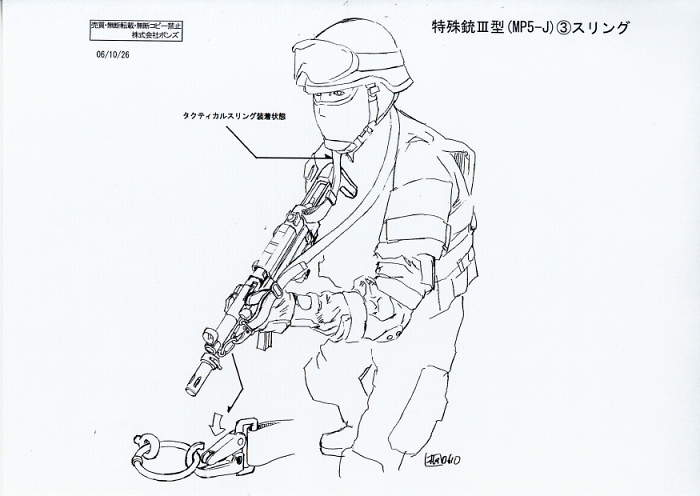 売買・無断転載・無断コピー禁止
株式会社ボンズ
06/10/26
特殊銃Ⅲ型(MP5-J)③スリング
タクティカルスリング装着状態